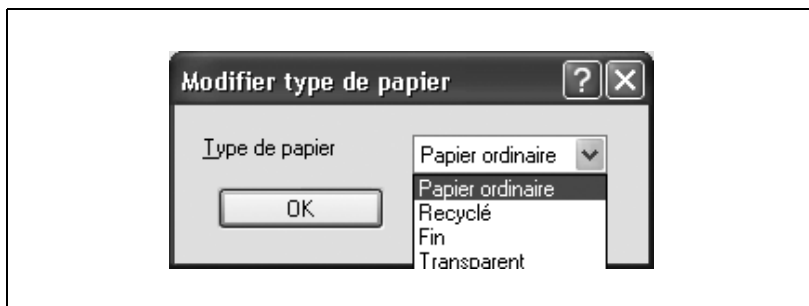 Modifier type de papier
Type de papier
Papier ordinaire
OK
Papier ordinaire
Recyclé
Fin
Transparent